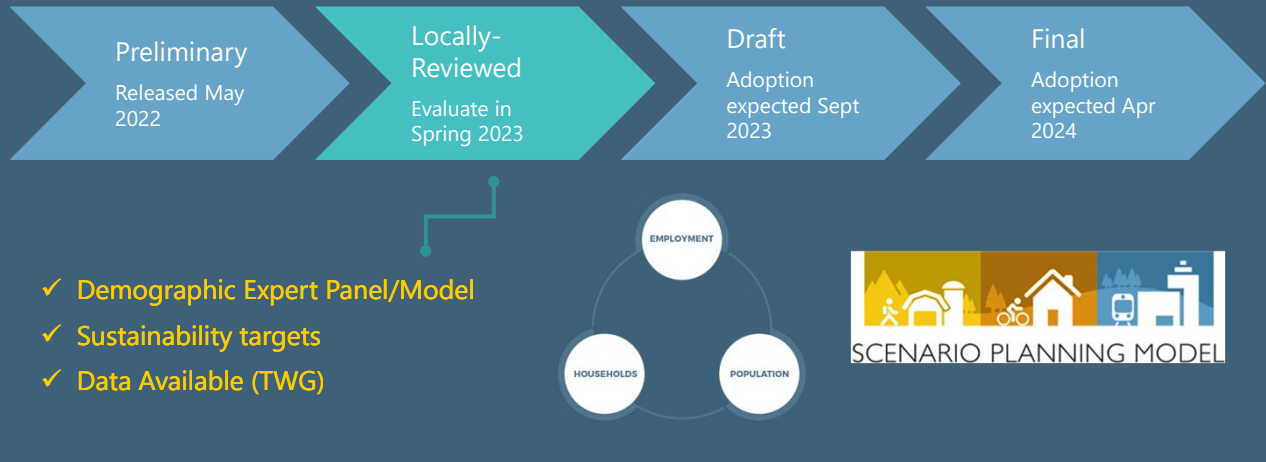 Preliminary
Released May
2022
Locally-
Reviewed
Evaluate in
Spring 2023
Draft
Adoption
expected Sept
2023
Final
Adoption
expected Apr
2024
✓ Demographic Expert Panel/Model
✓ Sustainability targets
✓ Data Available (TWG)
EMPLOYMENT
HOUSEHOLDS
POPULATION
SCENARIO PLANNING MODEL